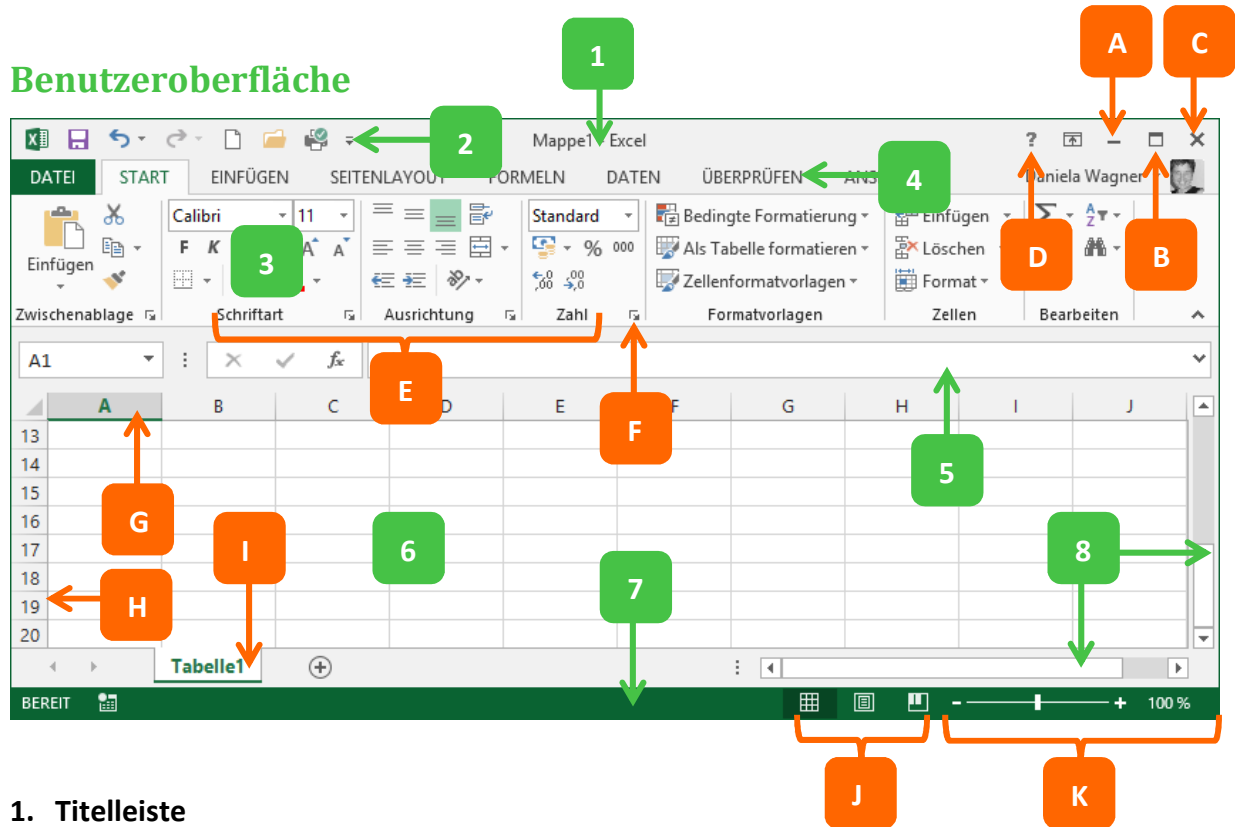 A C
1
Benutzeroberfläche
2 Mappe1 - Excel ?
DATEI START EINFÜGEN SEITENLAYOUT FORMELN DATEN ÜBERPRÜFEN 4 Daniela Wagner
Calibri 11 Standard Bedingte Formatierung Einfügen Σ A Z
Einfügen F K 3 A A % 000 Als Tabelle formatieren Löschen D B
,00 ,0 Zellenformatvorlagen Format
Zwischenablage Schriftart Ausrichtung Zahl Formatvorlagen Zellen Bearbeiten
A1 fx E
A B C D E F G H I J
13 F
14 5
15
16 G
17 I 6 8
18 7
19 H
20
Tabelle1
BEREIT 100 %
J K
1. Titelleiste